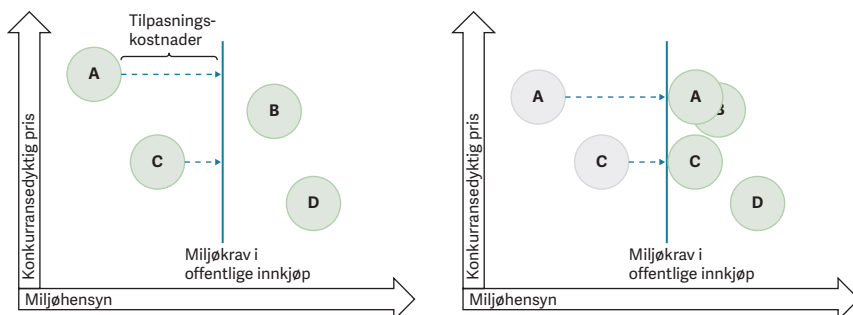 Tilpasnings-
kostnader
A
B
C
D
Miljøkrav i
offentlige innkjøp
Konkurransedyktig pris
Miljøhensyn
A
A
B
C
C
D
Miljøkrav i
offentlige innkjøp
Konkurransedyktig pris
Miljøhensyn